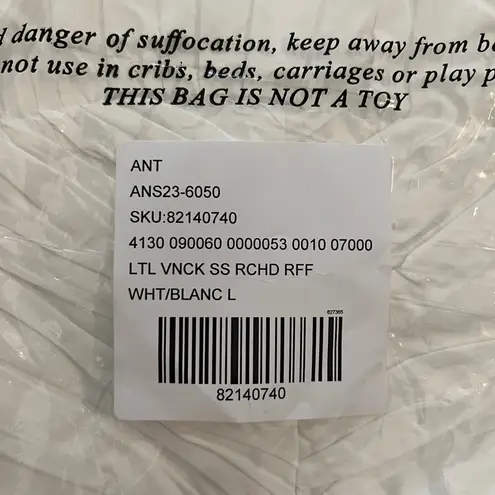 danger of suffocation, keep away from
not use in cribs, beds, carriages or play
THIS BAG IS NOT A TOY
ANT
ANS23-6050
SKU:82140740
4130 090060 0000053 0010 07000
LTL VNCK SS RCHD RFF
WHT/BLANC L
627365
82140740